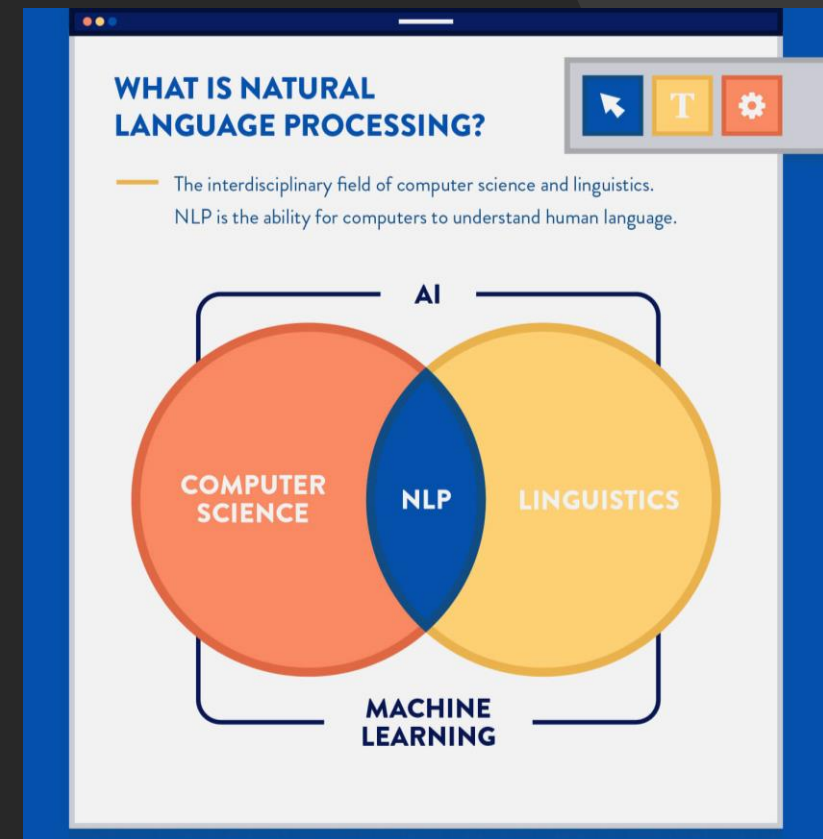 WHAT IS NATURAL
LANGUAGE PROCESSING?
T
The interdisciplinary field of computer science and linguistics.
NLP is the ability for computers to understand human language.
AI
COMPUTER
SCIENCE
NLP
LINGUISTICS
MACHINE
LEARNING